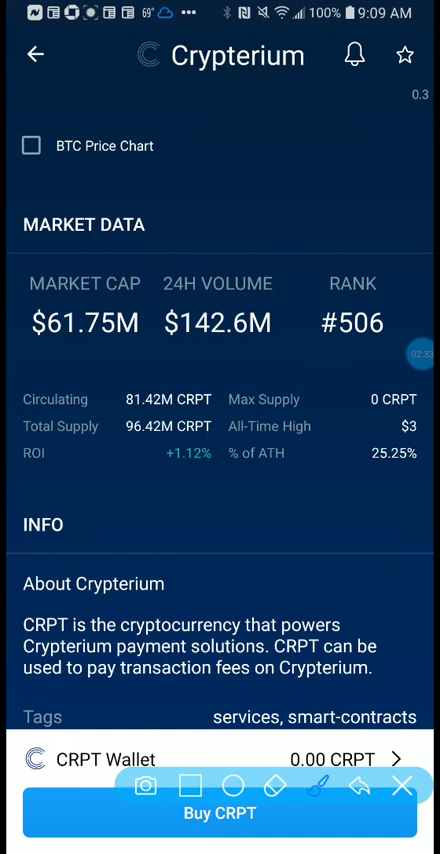 69° 100% 9:09 AM
Crypterium
0.3
BTC Price Chart
MARKET DATA
MARKET CAP 24H VOLUME RANK
$61.75M $142.6M #506
02:33
Circulating 81.42M CRPT Max Supply 0 CRPT
Total Supply 96.42M CRPT All-Time High $3
ROI +1.12% % of ATH 25.25%
INFO
About Crypterium
CRPT is the cryptocurrency that powers
Crypterium payment solutions. CRPT can be
used to pay transaction fees on Crypterium.
Tags services, smart-contracts
CRPT Wallet 0.00 CRPT
Buy CRPT